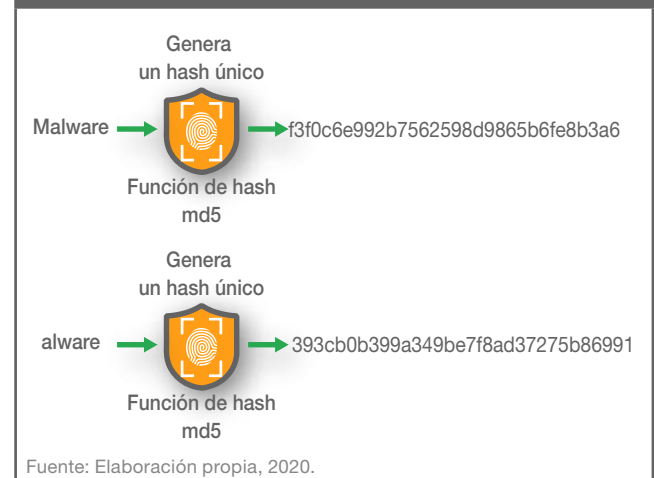 Genera
un hash único
Malware
f3f0c6e992b7562598d9865b6fe8b3a6
Función de hash
md5
Genera
un hash único
alware
393cb0b399a349be7f8ad37275b86991
Función de hash
md5
Fuente: Elaboración propia, 2020.